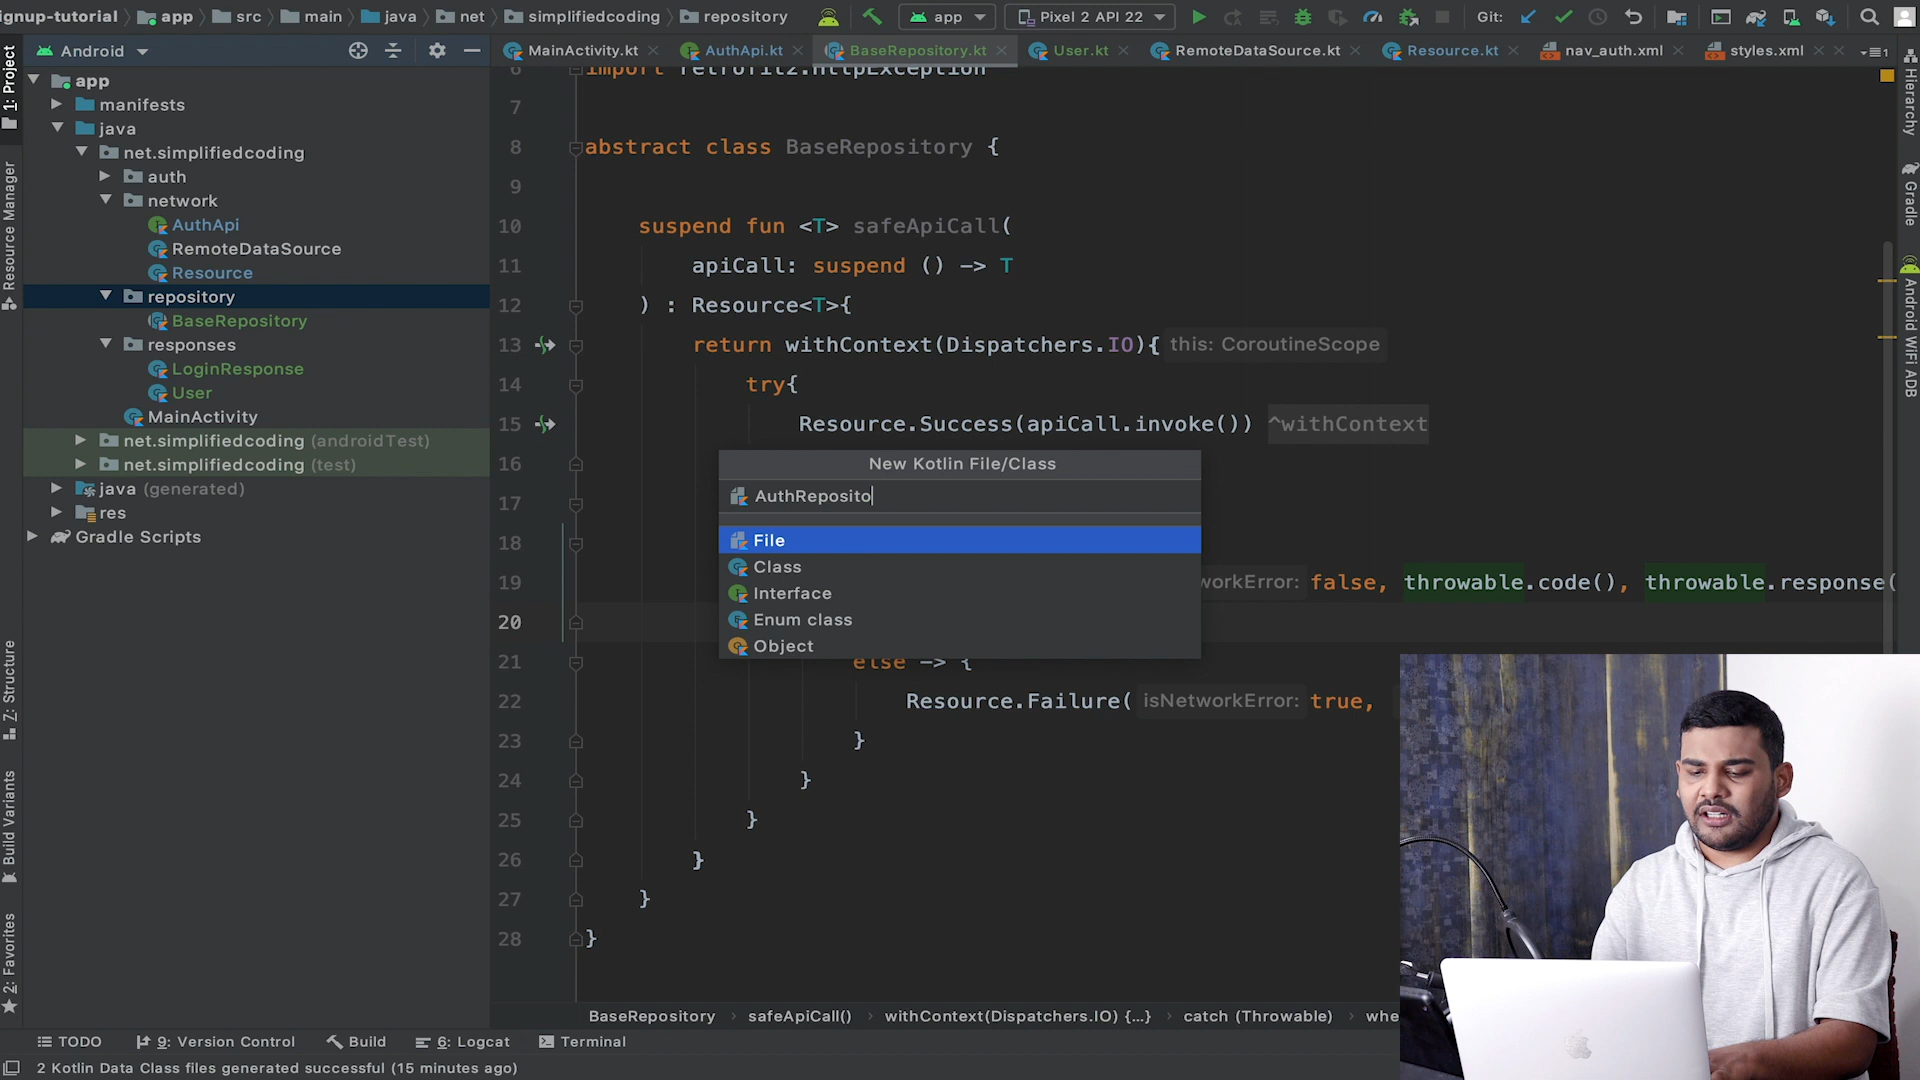 ignup-tutorial
app
src
main
java
net
simplifiedcoding
repository
app
Pixel 2 API 22
Git:
Android
MainActivity.kt
AuthApi.kt
BaseRepository.kt
User.kt
RemoteDataSource.kt
Resource.kt
nav_auth.xml
styles.xml
1: Project
Resource Manager
Z: Structure
Build Variants
2: Favorites
app
manifests
java
net.simplifiedcoding
auth
network
AuthApi
RemoteDataSource
Resource
repository
BaseRepository
responses
LoginResponse
User
MainActivity
net.simplifiedcoding (androidTest)
net.simplifiedcoding (test)
java (generated)
res
Gradle Scripts
6 import retrofit2.HttpException
7
8 abstract class BaseRepository {
9
10 suspend fun <T> safeApiCall(
11 apiCall: suspend () -> T
12 ) : Resource<T>{
13 return withContext(Dispatchers.IO){ this: CoroutineScope
14 try{
15 Resource.Success(apiCall.invoke()) ^withContext
16
17
18
19 workError: false, throwable.code(), throwable.response(
20
21 else -> {
22 Resource.Failure( isNetworkError: true,
23 }
24 }
25 }
26 }
27 }
28 }
New Kotlin File/Class
AuthReposito
File
Class
Interface
Enum class
Object
Hierarchy
Gradle
Android WiFi ADB
BaseRepository › safeApiCall() › withContext(Dispatchers.IO) {...} › catch (Throwable) › whe
TODO
9: Version Control
Build
6: Logcat
Terminal
2 Kotlin Data Class files generated successful (15 minutes ago)